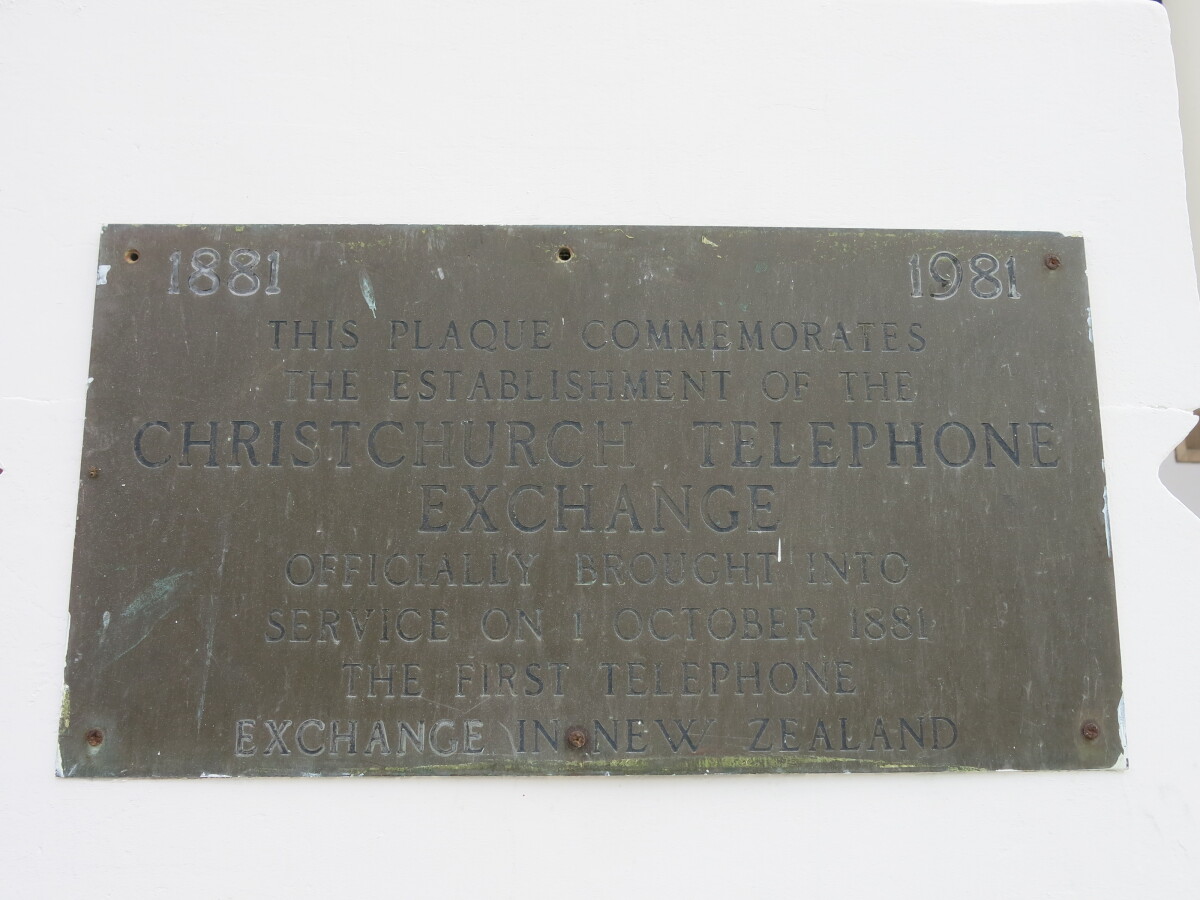 1881 1981
THIS PLAQUE COMMEMORATES
THE ESTABLISHMENT OF THE
CHRISTCHURCH TELEPHONE
EXCHANGE
OFFICIALLY BROUGHT INTO
SERVICE ON 1 OCTOBER 1881
THE FIRST TELEPHONE
EXCHANGE IN NEW ZEALAND